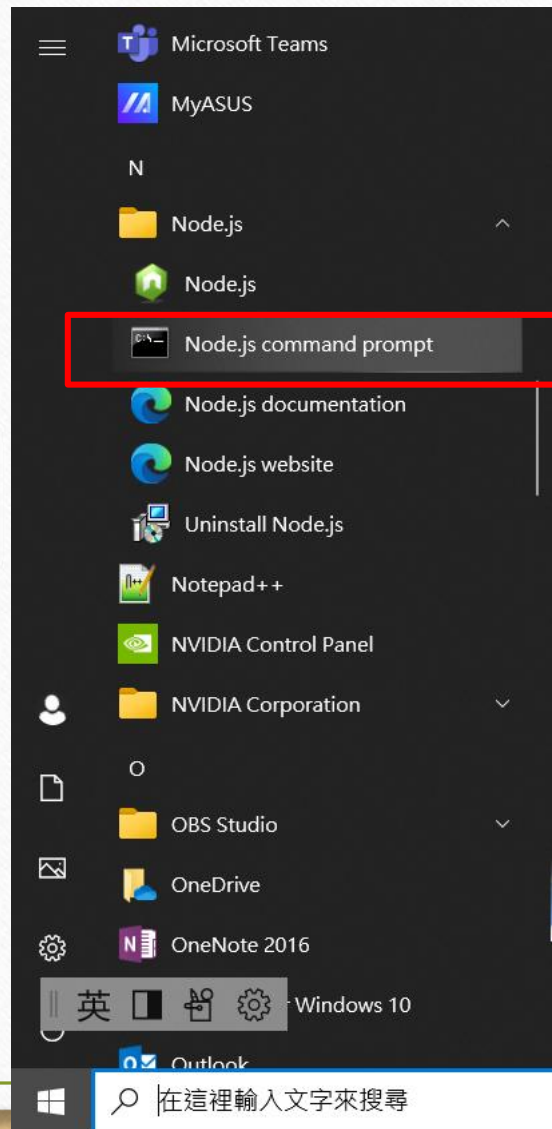 Microsoft Teams
MyASUS
N
Node.js
Node.js
Node.js command prompt
Node.js documentation
Node.js website
Uninstall Node.js
Notepad++
NVIDIA Control Panel
NVIDIA Corporation
O
OBS Studio
OneDrive
OneNote 2016
英
Windows 10
Outlook
在這裡輸入文字來搜尋